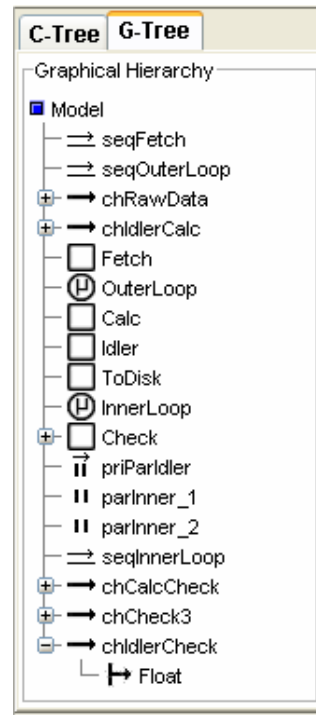 C-Tree G-Tree
Graphical Hierarchy
Model
seqFetch
seqOuterLoop
chRawData
chIdlerCalc
Fetch
μ OuterLoop
Calc
Idler
ToDisk
μ InnerLoop
Check
priParIdler
parInner_1
parInner_2
seqInnerLoop
chCalcCheck
chCheck3
chIdlerCheck
Float